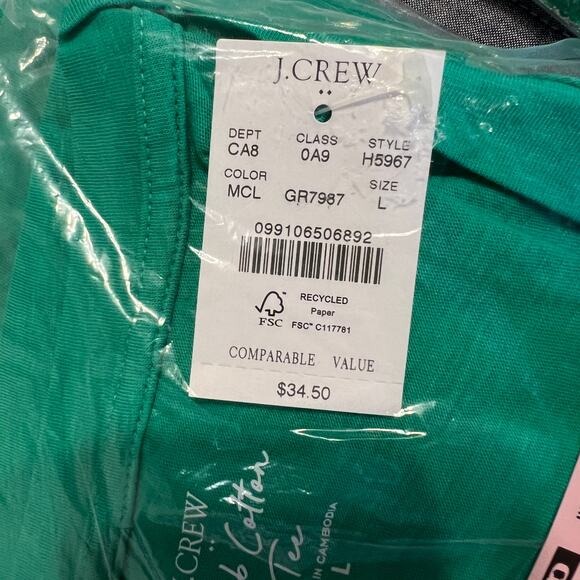 J.CREW
DEPT CLASS STYLE
CA8 0A9 H5967
COLOR SIZE
MCL GR7987 L
099106506892
RECYCLED
Paper
FSC™ C117781
FSC
COMPARABLE VALUE
$34.50
J.CREW
Cotton
Tee
IN CAMBODIA
L